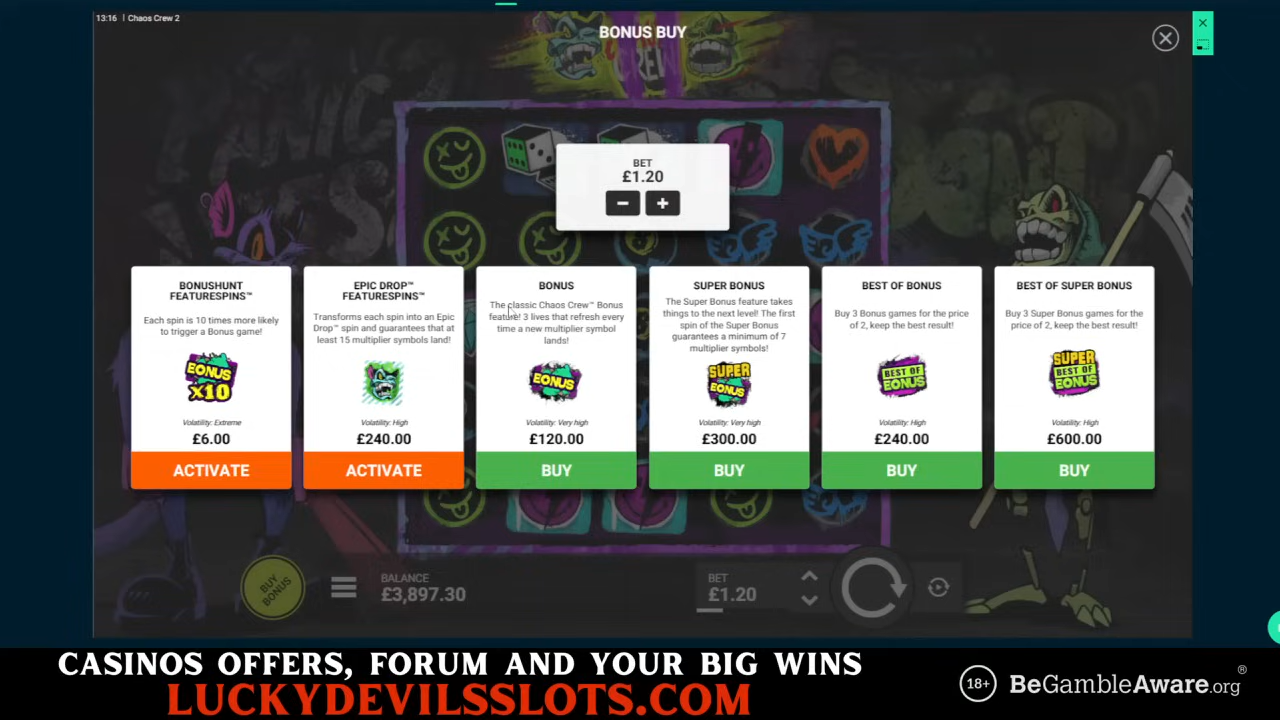 13:16 | Chaos Crew 2
BONUS BUY
CREW
BET
£1.20
− +
BONUSHUNT
FEATURESPINS™
Each spin is 10 times more likely
to trigger a Bonus game!
BONUS
X10
Volatility: Extreme
£6.00
ACTIVATE
EPIC DROP™
FEATURESPINS™
Transforms each spin into an Epic
Drop™ spin and guarantees that at
least 15 multiplier symbols land!
Volatility: High
£240.00
ACTIVATE
BONUS
The classic Chaos Crew™ Bonus
feature! 3 lives that refresh every
time a new multiplier symbol
lands!
BONUS
Volatility: Very high
£120.00
BUY
SUPER BONUS
The Super Bonus feature takes
things to the next level! The first
spin of the Super Bonus
guarantees a minimum of 7
multiplier symbols!
SUPER
BONUS
Volatility: Very high
£300.00
BUY
BEST OF BONUS
Buy 3 Bonus games for the price
of 2, keep the best result!
BEST OF
BONUS
Volatility: High
£240.00
BUY
BEST OF SUPER BONUS
Buy 3 Super Bonus games for the
price of 2, keep the best result!
SUPER
BEST OF
BONUS
Volatility: High
£600.00
BUY
BUY
BONUS
BALANCE
£3,897.30
BET
£1.20
CASINOS OFFERS, FORUM AND YOUR BIG WINS
LUCKYDEVILSSLOTS.COM
18+ BeGambleAware.org®